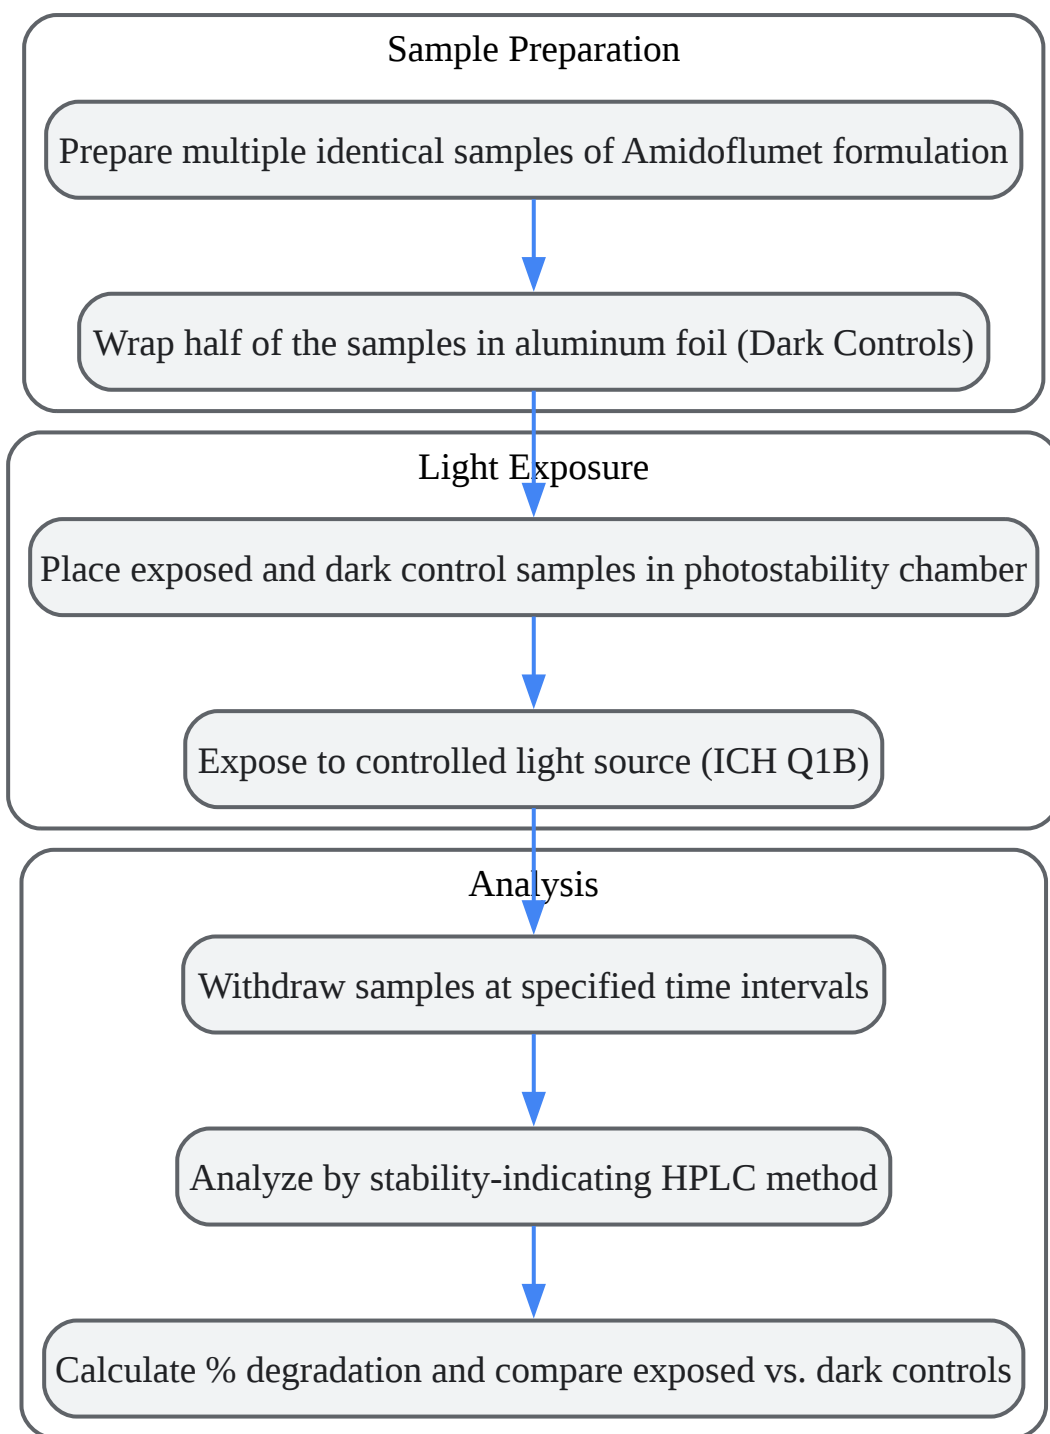 Sample Preparation
Prepare multiple identical samples of Amidoflumet formulation
Wrap half of the samples in aluminum foil (Dark Controls)
Light Exposure
Place exposed and dark control samples in photostability chamber
Expose to controlled light source (ICH Q1B)
Analysis
Withdraw samples at specified time intervals
Analyze by stability-indicating HPLC method
Calculate % degradation and compare exposed vs. dark controls